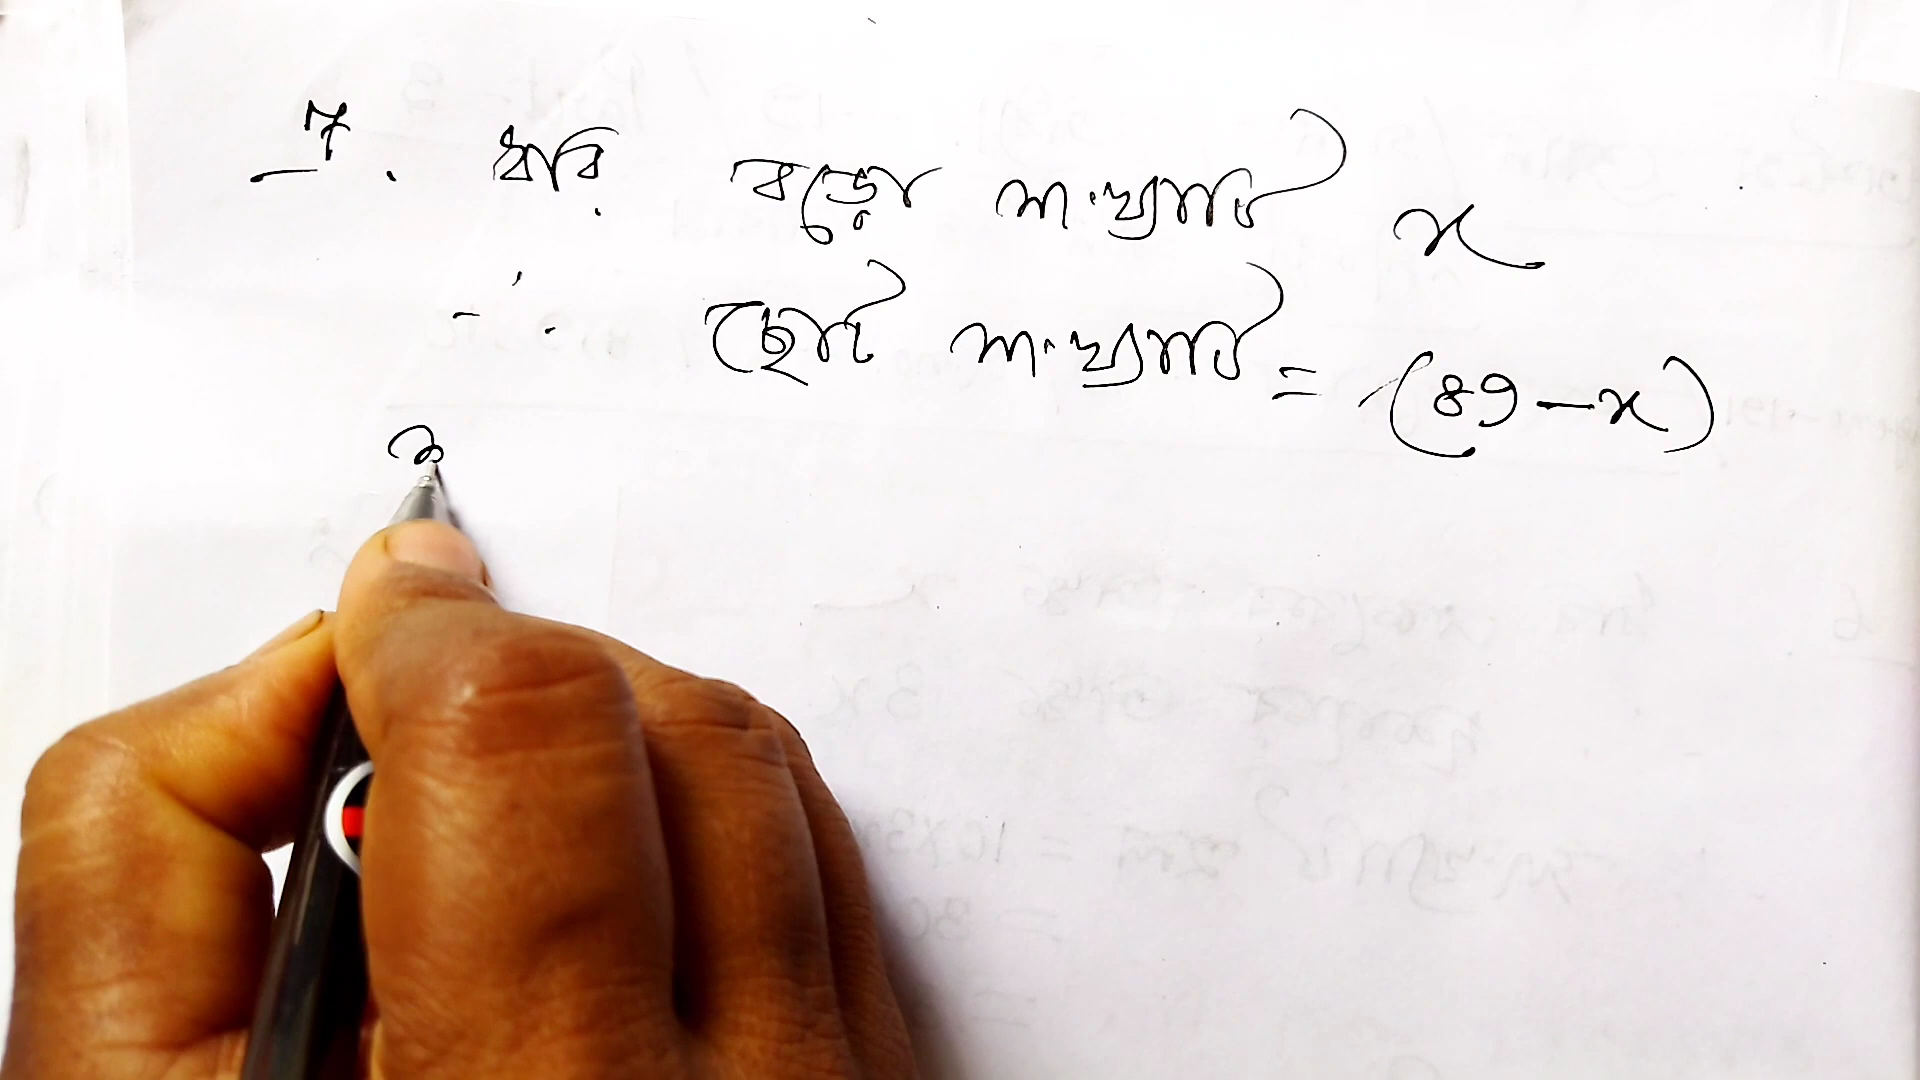 7. ধরি বড়ো সংখ্যাটি x
∴ ছোট সংখ্যাটি = (89-x)